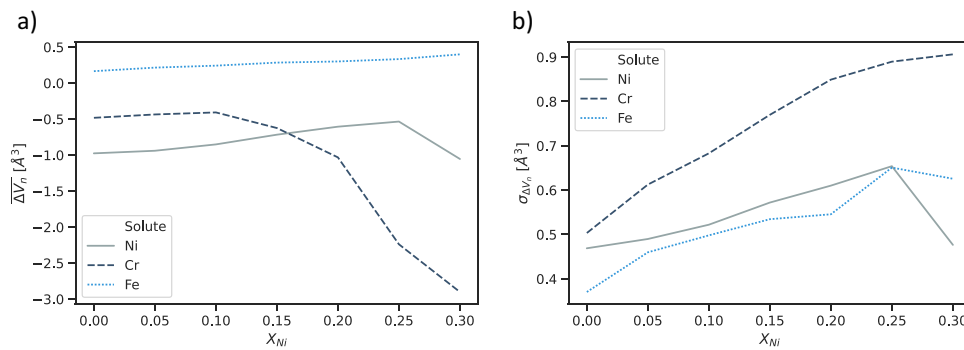 a)
0.5
0.0
−0.5
−1.0
−1.5
−2.0
−2.5
−3.0
ΔV̅ₙ [Å³]
Solute
Ni
Cr
Fe
0.00 0.05 0.10 0.15 0.20 0.25 0.30
X_Ni
b)
0.9
0.8
0.7
0.6
0.5
0.4
σ_ΔVₙ [Å³]
Solute
Ni
Cr
Fe
0.00 0.05 0.10 0.15 0.20 0.25 0.30
X_Ni